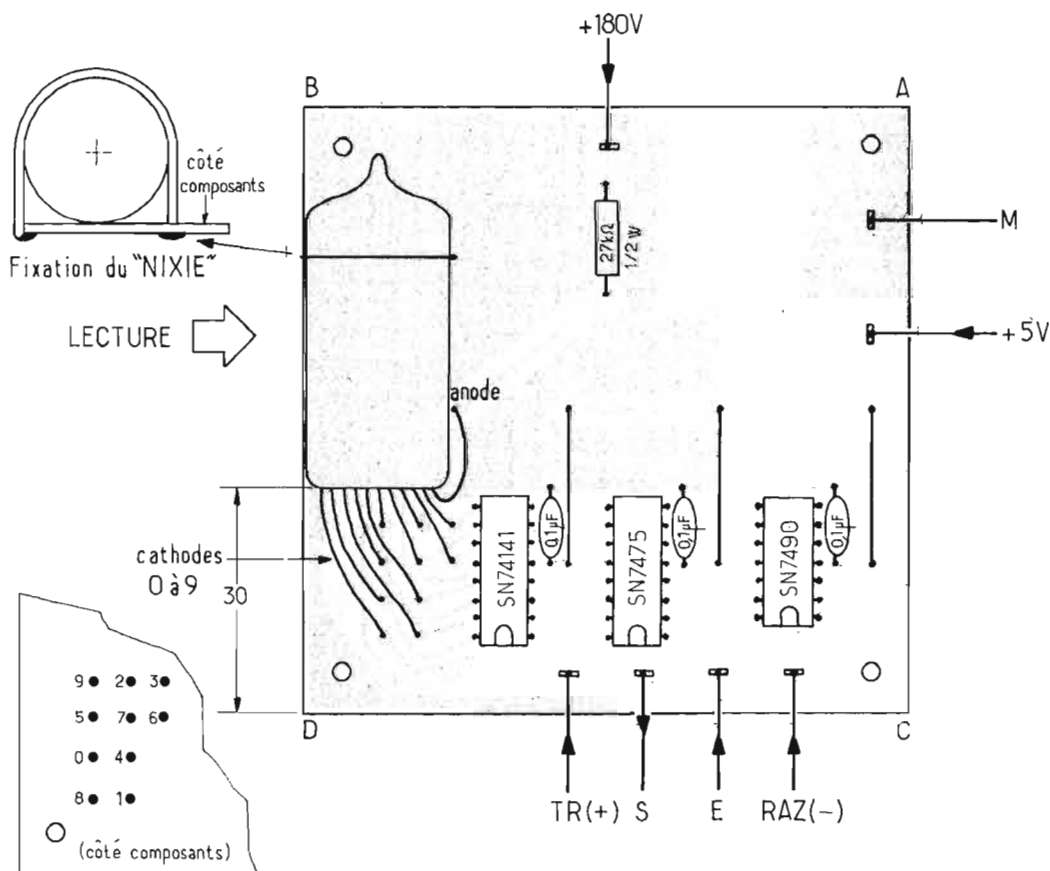 +180V
B
A
côté
composants
Fixation du "NIXIE"
27kΩ
1/2W
M
LECTURE
+5V
anode
SN74141
0,1µF
SN7475
0,1µF
SN7490
0,1µF
cathodes
0 à 9
30
9 2 3
5 7 6
0 4
8 1
(côté composants)
D
C
TR(+) S E RAZ(-)